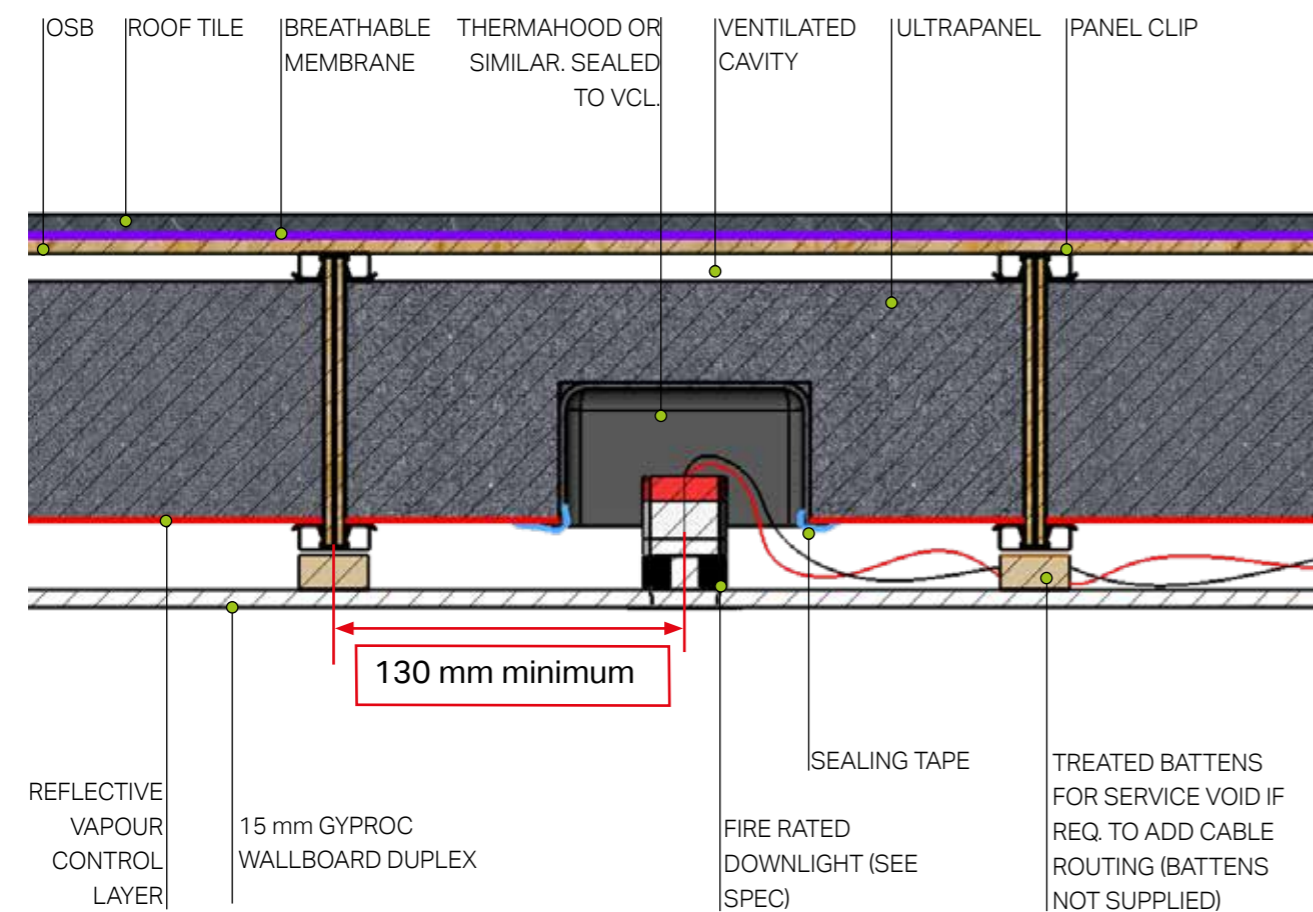 OSB
ROOF TILE
BREATHABLE
MEMBRANE
THERMAHOOD OR
SIMILAR. SEALED
TO VCL.
VENTILATED
CAVITY
ULTRAPANEL
PANEL CLIP
130 mm minimum
REFLECTIVE
VAPOUR
CONTROL
LAYER
15 mm GYPROC
WALLBOARD DUPLEX
SEALING TAPE
FIRE RATED
DOWNLIGHT (SEE
SPEC)
TREATED BATTENS
FOR SERVICE VOID IF
REQ. TO ADD CABLE
ROUTING (BATTENS
NOT SUPPLIED)